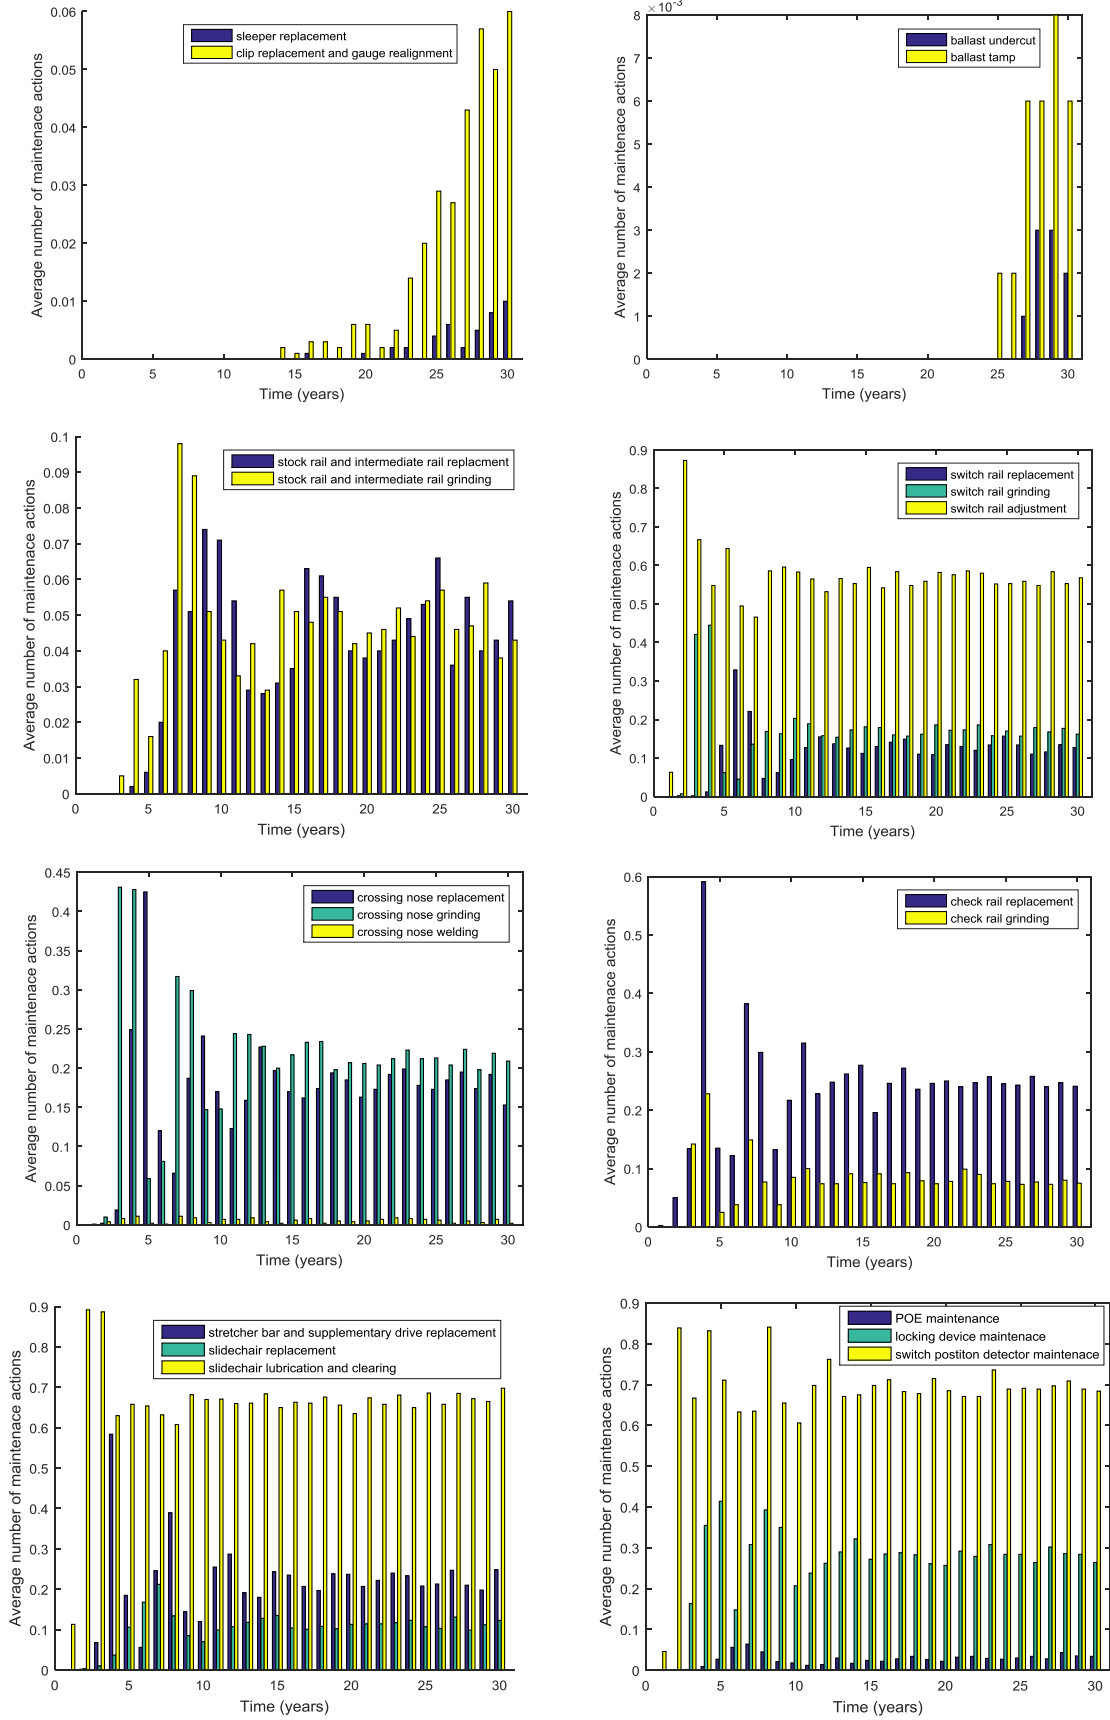 0.06
0.05
0.04
0.03
0.02
0.01
0
Average number of maintenace actions
sleeper replacement
clip replacement and gauge realignment
0 5 10 15 20 25 30
Time (years)
×10⁻³
8
6
4
3
2
1
0
Average number of maintenace actions
ballast undercut
ballast tamp
0 5 10 15 20 25 30
Time (years)
0.1
0.09
0.08
0.07
0.06
0.05
0.04
0.03
0.02
0.01
0
Average number of maintenace actions
stock rail and intermediate rail replacment
stock rail and intermediate rail grinding
0 5 10 15 20 25 30
Time (years)
0.9
0.8
0.7
0.6
0.5
0.4
0.3
0.2
0.1
0
Average number of maintenace actions
switch rail replacement
switch rail grinding
switch rail adjustment
0 5 10 15 20 25 30
Time (years)
0.45
0.4
0.35
0.3
0.25
0.2
0.15
0.1
0.05
0
Average number of maintenace actions
crossing nose replacement
crossing nose grinding
crossing nose welding
0 5 10 15 20 25 30
Time (years)
0.6
0.5
0.4
0.3
0.2
0.1
0
Average number of maintenace actions
check rail replacement
check rail grinding
0 5 10 15 20 25 30
Time (years)
0.9
0.8
0.7
0.6
0.5
0.4
0.3
0.2
0.1
0
Average number of maintenace actions
stretcher bar and supplementary drive replacement
slidechair replacement
slidechair lubrication and clearing
0 5 10 15 20 25 30
Time (years)
0.9
0.8
0.7
0.6
0.5
0.4
0.3
0.2
0.1
0
Average number of maintenace actions
POE maintenance
locking device maintenace
switch postiton detector maintenace
0 5 10 15 20 25 30
Time (years)